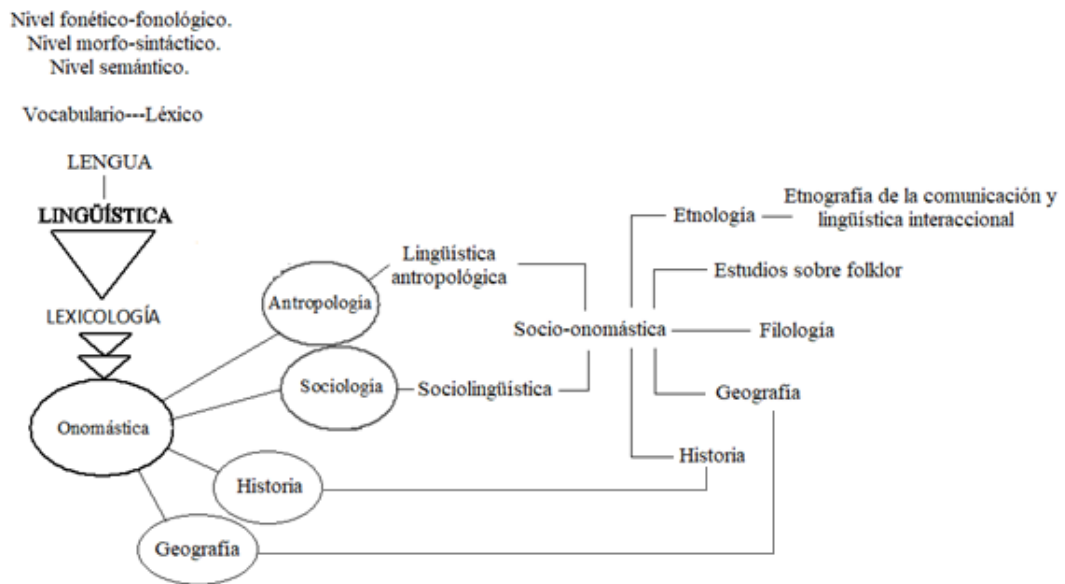 Nivel fonético-fonológico.
Nivel morfo-sintáctico.
Nivel semántico.
Vocabulario---Léxico
LENGUA
LINGÜÍSTICA
LEXICOLOGÍA
Onomástica
Antropología
Sociología
Historia
Geografía
Lingüística
antropológica
Sociolingüística
Socio-onomástica
Etnología
Etnografía de la comunicación y
lingüística interaccional
Estudios sobre folklor
Filología
Geografía
Historia